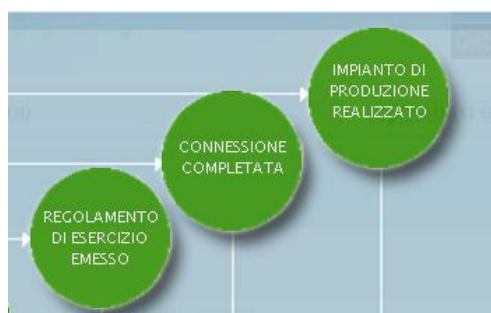 IMPIANTO DI
PRODUZIONE
REALIZZATO
CONNESSIONE
COMPLETATA
REGOLAMENTO
DI ESERCIZIO
EMESSO